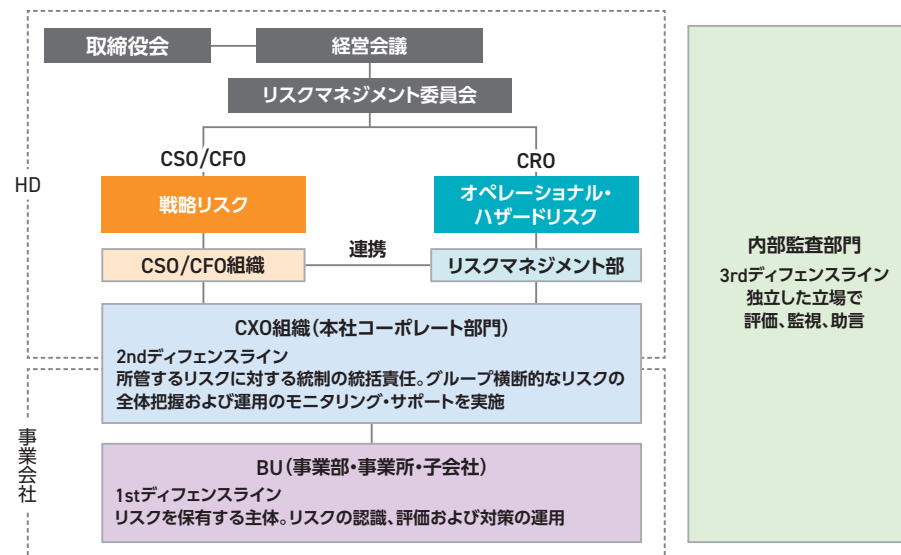 取締役会
経営会議
リスクマネジメント委員会
CSO/CFO
CRO
HD
戦略リスク
オペレーショナル・
ハザードリスク
連携
CSO/CFO組織
リスクマネジメント部
CXO組織（本社コーポレート部門）
2ndディフェンスライン
所管するリスクに対する統制の統括責任。グループ横断的なリスクの
全体把握および運用のモニタリング・サポートを実施
事業会社
BU（事業部・事業所・子会社）
1stディフェンスライン
リスクを保有する主体。リスクの認識、評価および対策の運用
内部監査部門
3rdディフェンスライン
独立した立場で
評価、監視、助言